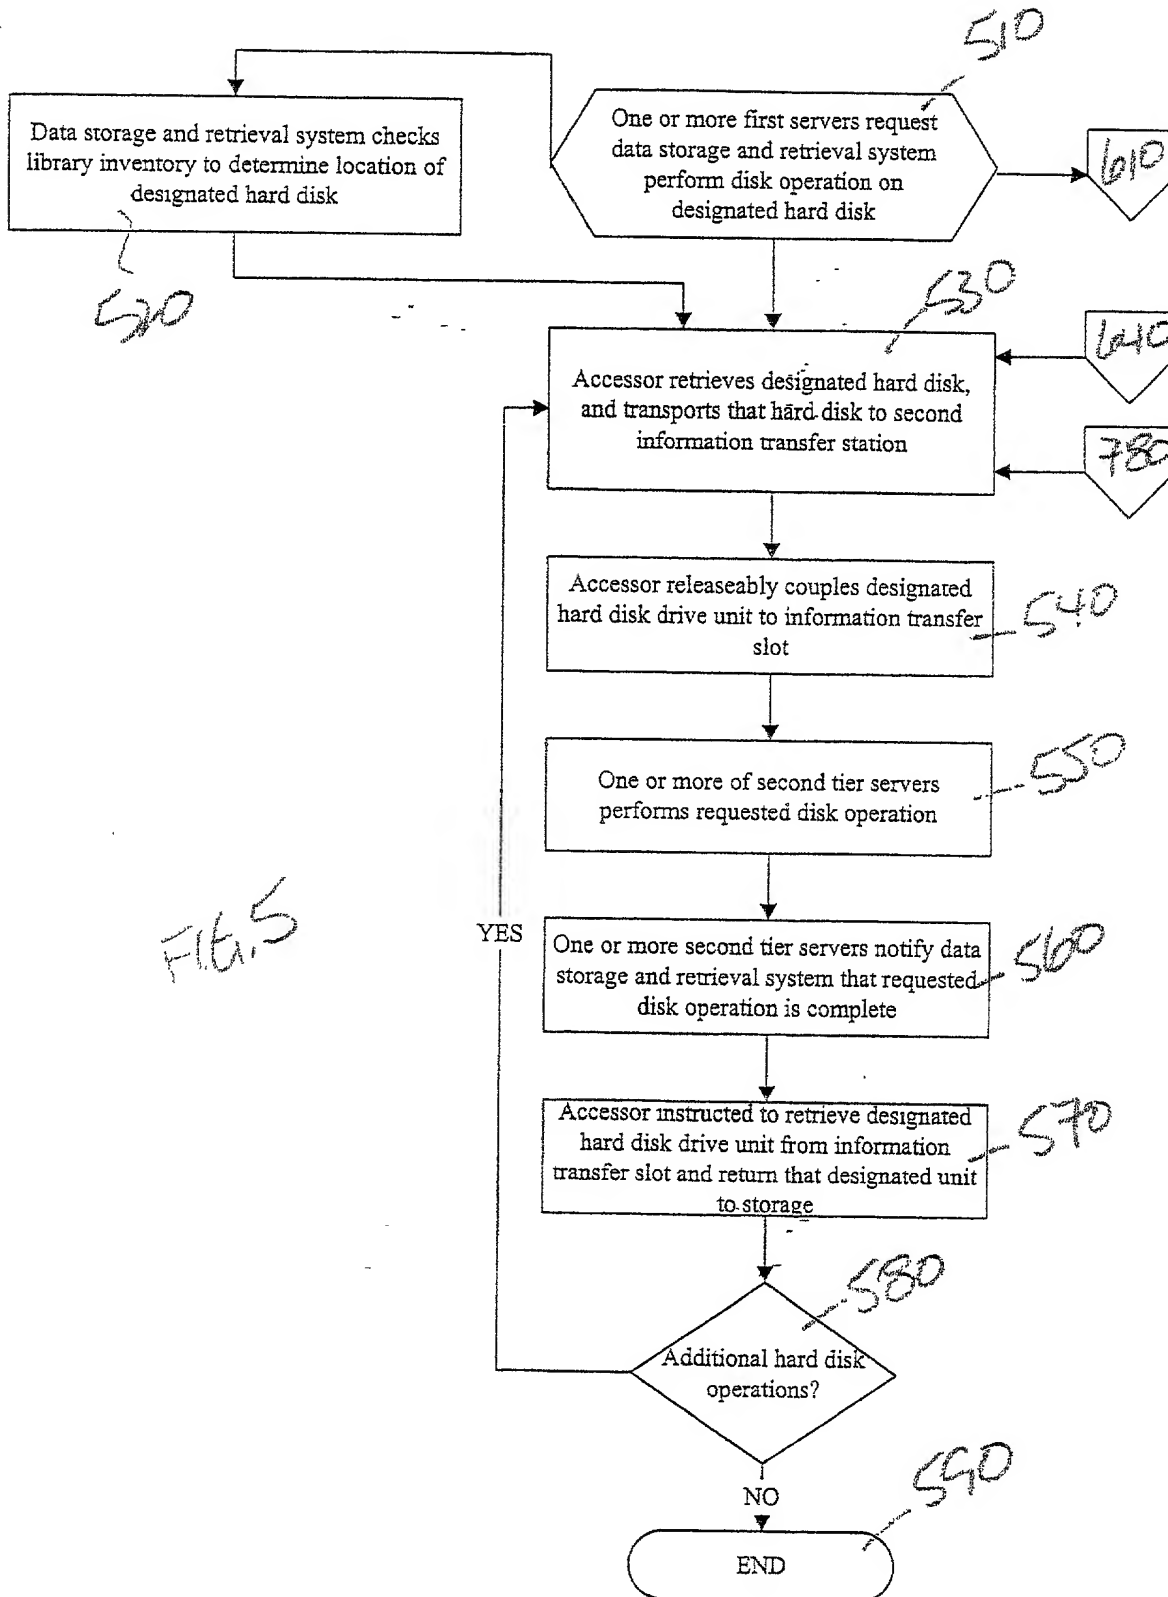 510
One or more first servers request
data storage and retrieval system
perform disk operation on
designated hard disk
610
Data storage and retrieval system checks
library inventory to determine location of
designated hard disk
520
530
Accessor retrieves designated hard disk,
and transports that hard disk to second
information transfer station
640
780
Accessor releaseably couples designated
hard disk drive unit to information transfer
slot
540
One or more of second tier servers
performs requested disk operation
550
One or more second tier servers notify data
storage and retrieval system that requested
disk operation is complete
560
FIG. 5
YES
Accessor instructed to retrieve designated
hard disk drive unit from information
transfer slot and return that designated unit
to storage
570
580
Additional hard disk
operations?
NO
590
END